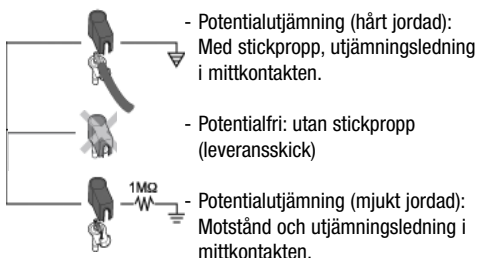 - Potentialutjämning (hårt jordad):
Med stickpropp, utjämningsledning
i mittkontakten.
- Potentialfri: utan stickpropp
(leveransskick)
1MΩ
- Potentialutjämning (mjukt jordad):
Motstånd och utjämningsledning i
mittkontakten.